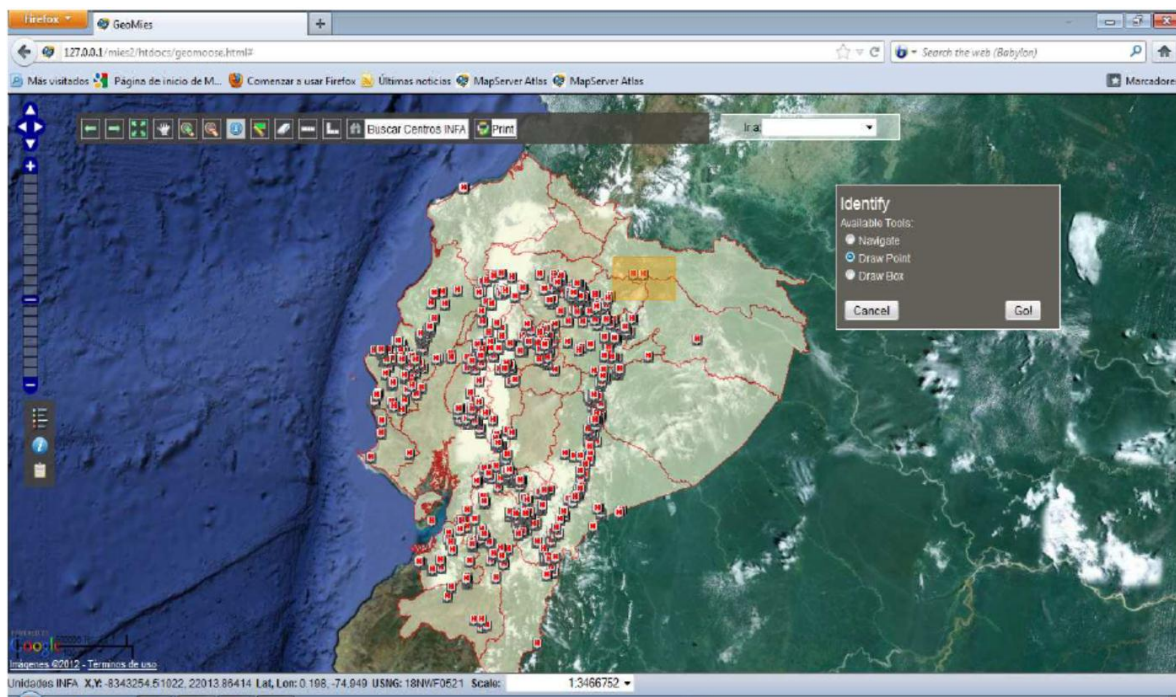 Firefox
GeoMies
127.0.0.1/mies2/htdocs/geomoose.html#
Search the web (Babylon)
Más visitados Página de inicio de M... Comenzar a usar Firefox Últimas noticias MapServer Atlas MapServer Atlas
Marcadores
Buscar Centros INFA Print
Ir a:
Identify
Available Tools:
Navigate
Draw Point
Draw Box
Cancel Go!
Google
Imágenes ©2012 - Términos de uso
Unidades INFA X,Y: -8343254.51022, 22013.86414 Lat, Lon: 0.198, -74.949 USNG: 18NWF0521 Scale: 1:3466752